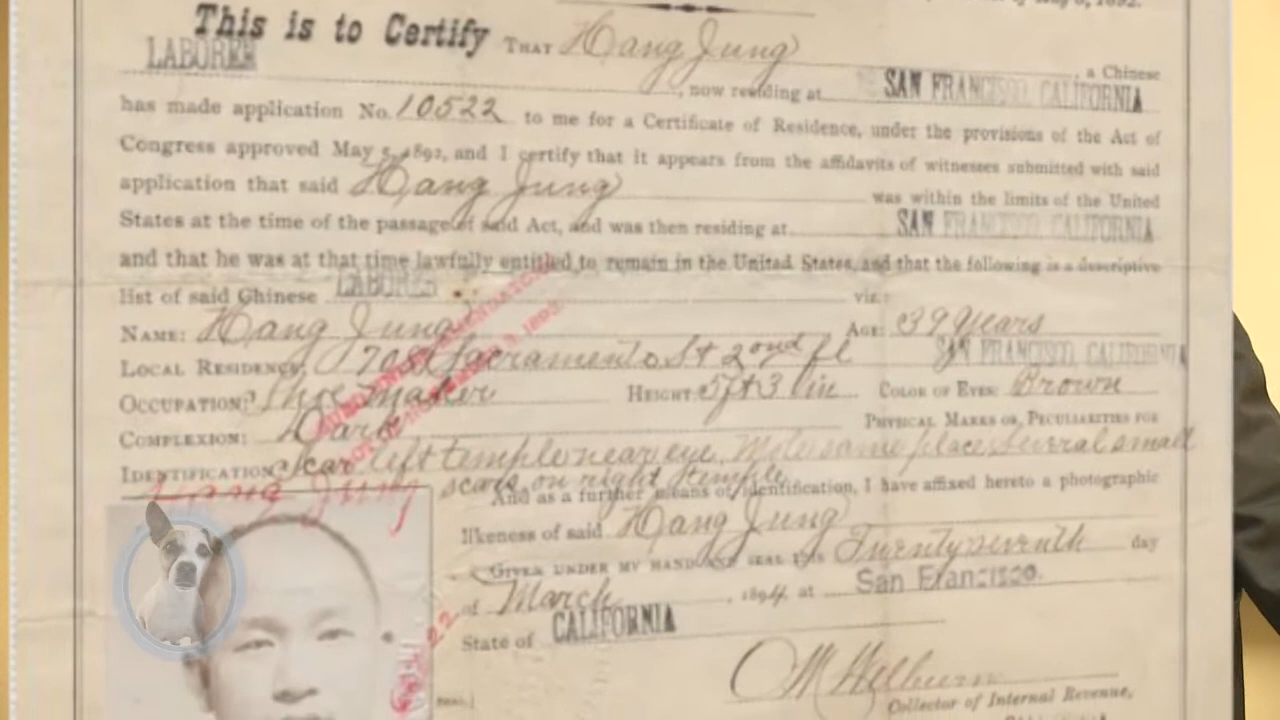 of May 5, 1892.
This is to Certify THAT Hang Jung, a Chinese
LABORER, now residing at SAN FRANCISCO, CALIFORNIA
has made application No. 10522 to me for a Certificate of Residence, under the provisions of the Act of
Congress approved May 5, 1892, and I certify that it appears from the affidavits of witnesses submitted with said
application that said Hang Jung was within the limits of the United
States at the time of the passage of said Act, and was then residing at SAN FRANCISCO, CALIFORNIA
and that he was at that time lawfully entitled to remain in the United States, and that the following is a descriptive
list of said Chinese LABORER viz:
NAME: Hang Jung AGE: 39 years
LOCAL RESIDENCE: 708 Sacramento St 2nd fl SAN FRANCISCO, CALIFORNIA
OCCUPATION: Shoe maker HEIGHT: 5 ft 3 in COLOR OF EYES: Brown
COMPLEXION: Dark PHYSICAL MARKS OR PECULIARITIES FOR
IDENTIFICATION: scar left temple near eye. Mole same place several small
scars on right temple.
Hang Jung
And as a further means of identification, I have affixed hereto a photographic
likeness of said Hang Jung
GIVEN UNDER MY HAND AND SEAL THIS Twenty seventh day
of March, 1894, at San Francisco.
State of CALIFORNIA
O M Welburn
Collector of Internal Revenue,